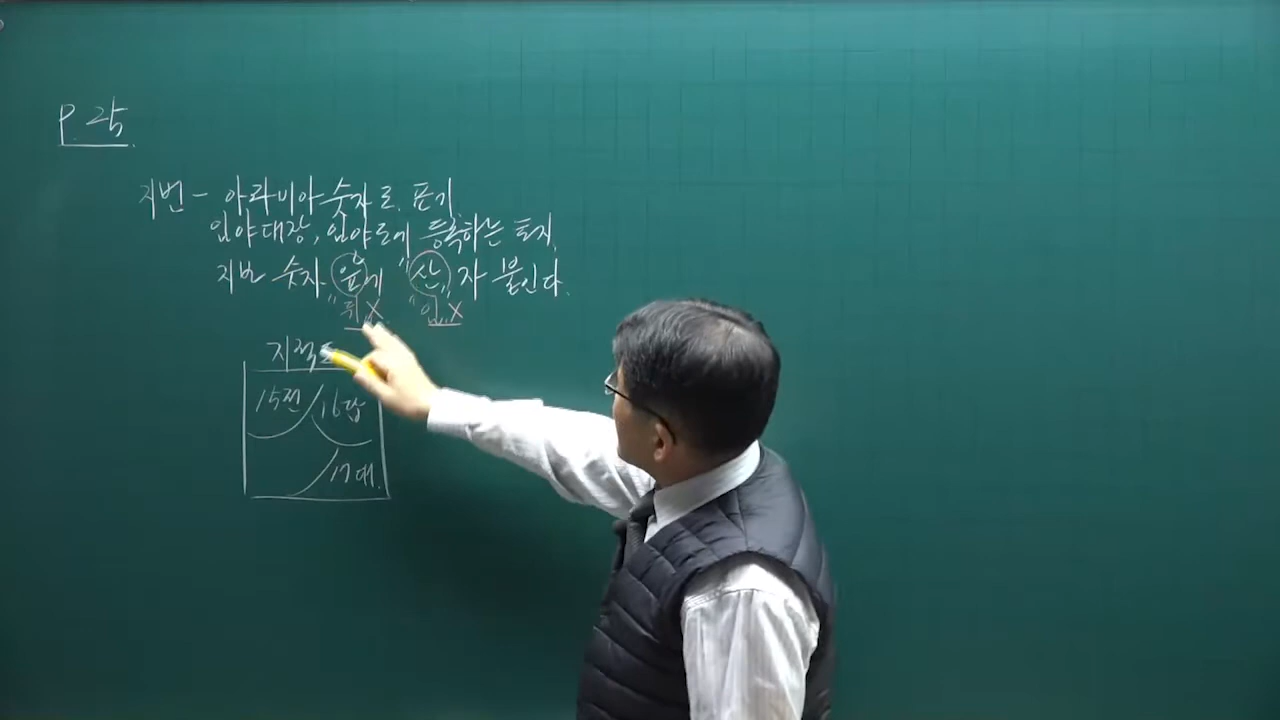 P. 25
지번 - 아라비아 숫자로 표기
임야대장, 임야도에 등록하는 토지
지번 숫자 앞에 "산" 자 붙인다.
"뒤" X "임" X
지적도
15전 16답
17대